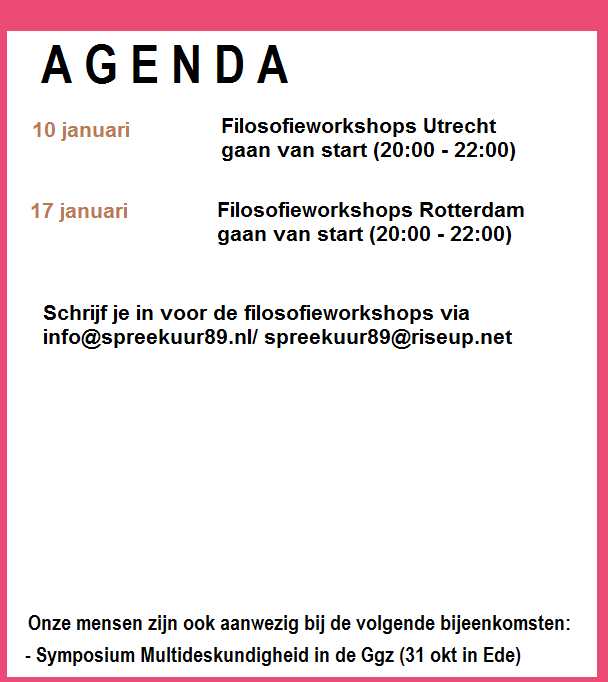 AGENDA
10 januari Filosofieworkshops Utrecht
gaan van start (20:00 - 22:00)
17 januari Filosofieworkshops Rotterdam
gaan van start (20:00 - 22:00)
Schrijf je in voor de filosofieworkshops via
info@spreekuur89.nl/ spreekuur89@riseup.net
Onze mensen zijn ook aanwezig bij de volgende bijeenkomsten:
- Symposium Multideskundigheid in de Ggz (31 okt in Ede)